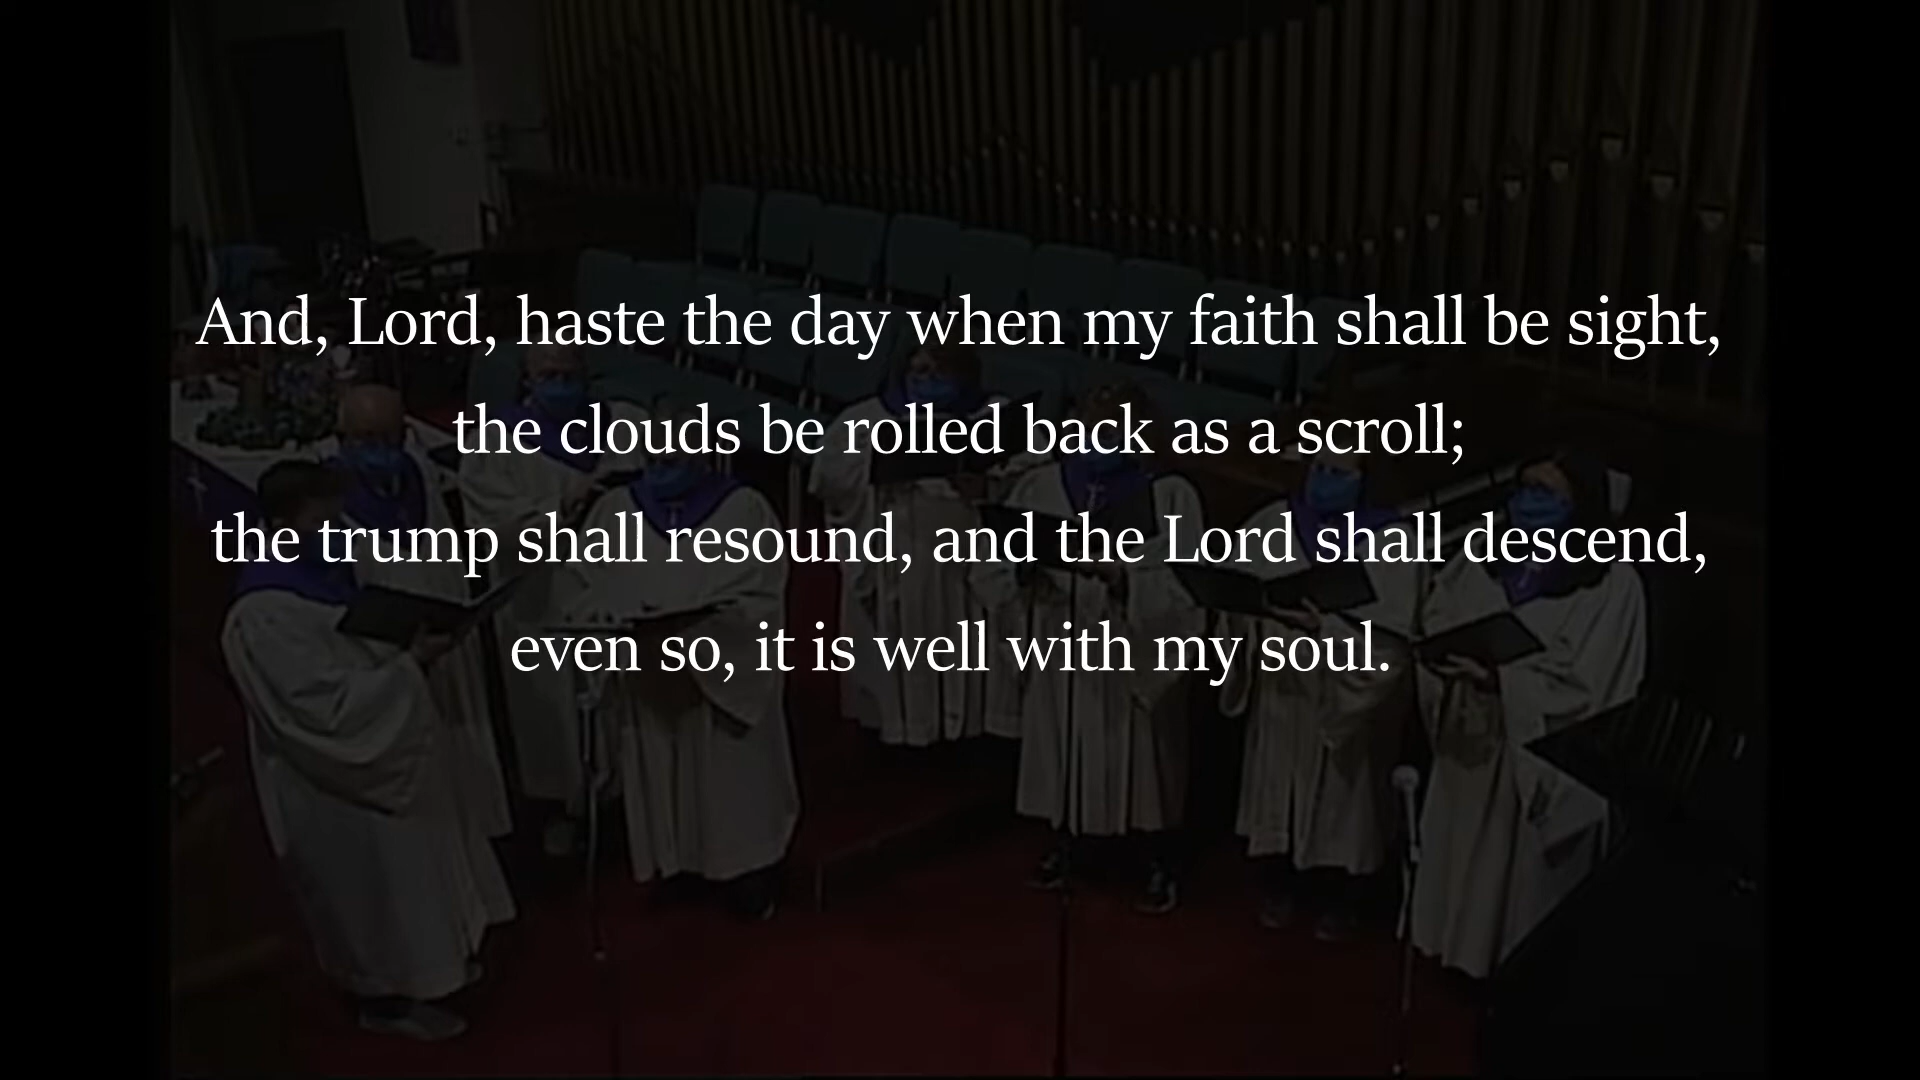 And, Lord, haste the day when my faith shall be sight,
the clouds be rolled back as a scroll;
the trump shall resound, and the Lord shall descend,
even so, it is well with my soul.